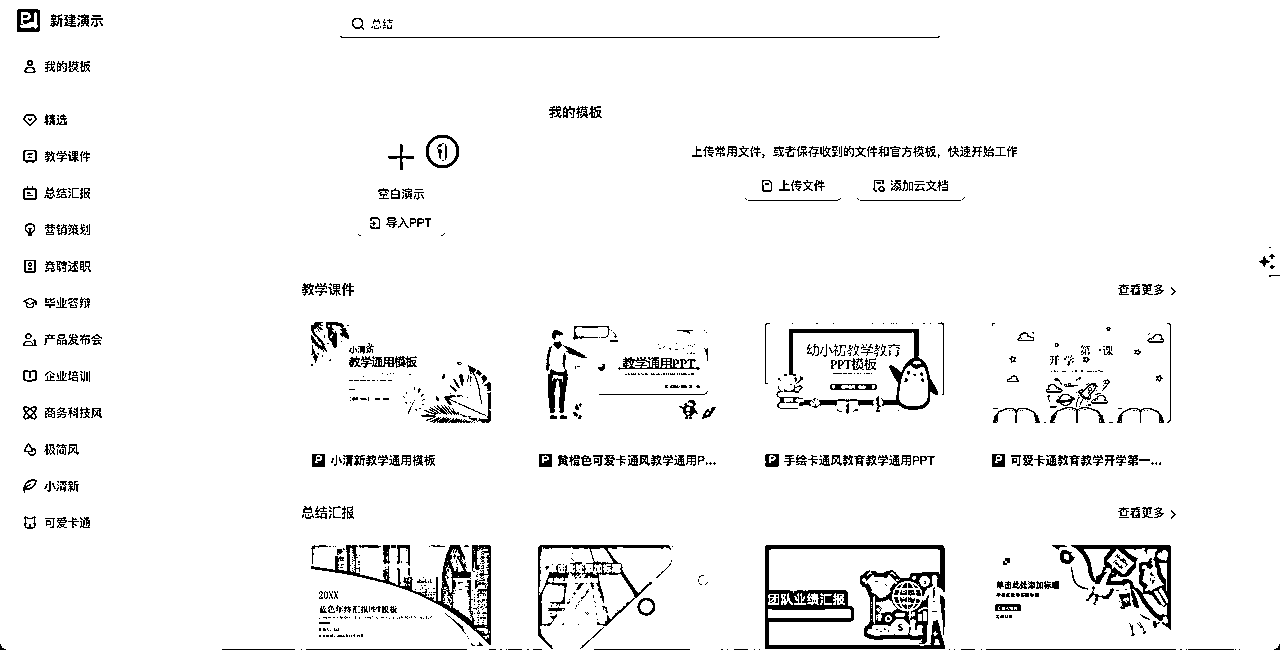 新建演示
总结
我的模板
精选
教学课件
总结汇报
营销策划
竞聘述职
毕业答辩
产品发布会
企业培训
商务科技风
极简风
小清新
可爱卡通
空白演示
导入PPT
我的模板
上传常用文件，或者保存收到的文件和官方模板，快速开始工作
上传文件
添加云文档
教学课件
查看更多
小清新
教学通用模板
教学通用PPT
幼小初教学教育
PPT模板
第一课
开学
小清新教学通用模板
黄橙色可爱卡通风教学通用P...
手绘卡通风教育教学通用PPT
可爱卡通教育教学开学第一...
总结汇报
查看更多
20XX
蓝色年终汇报PPT模板
团队业绩汇报
单击此处添加标题